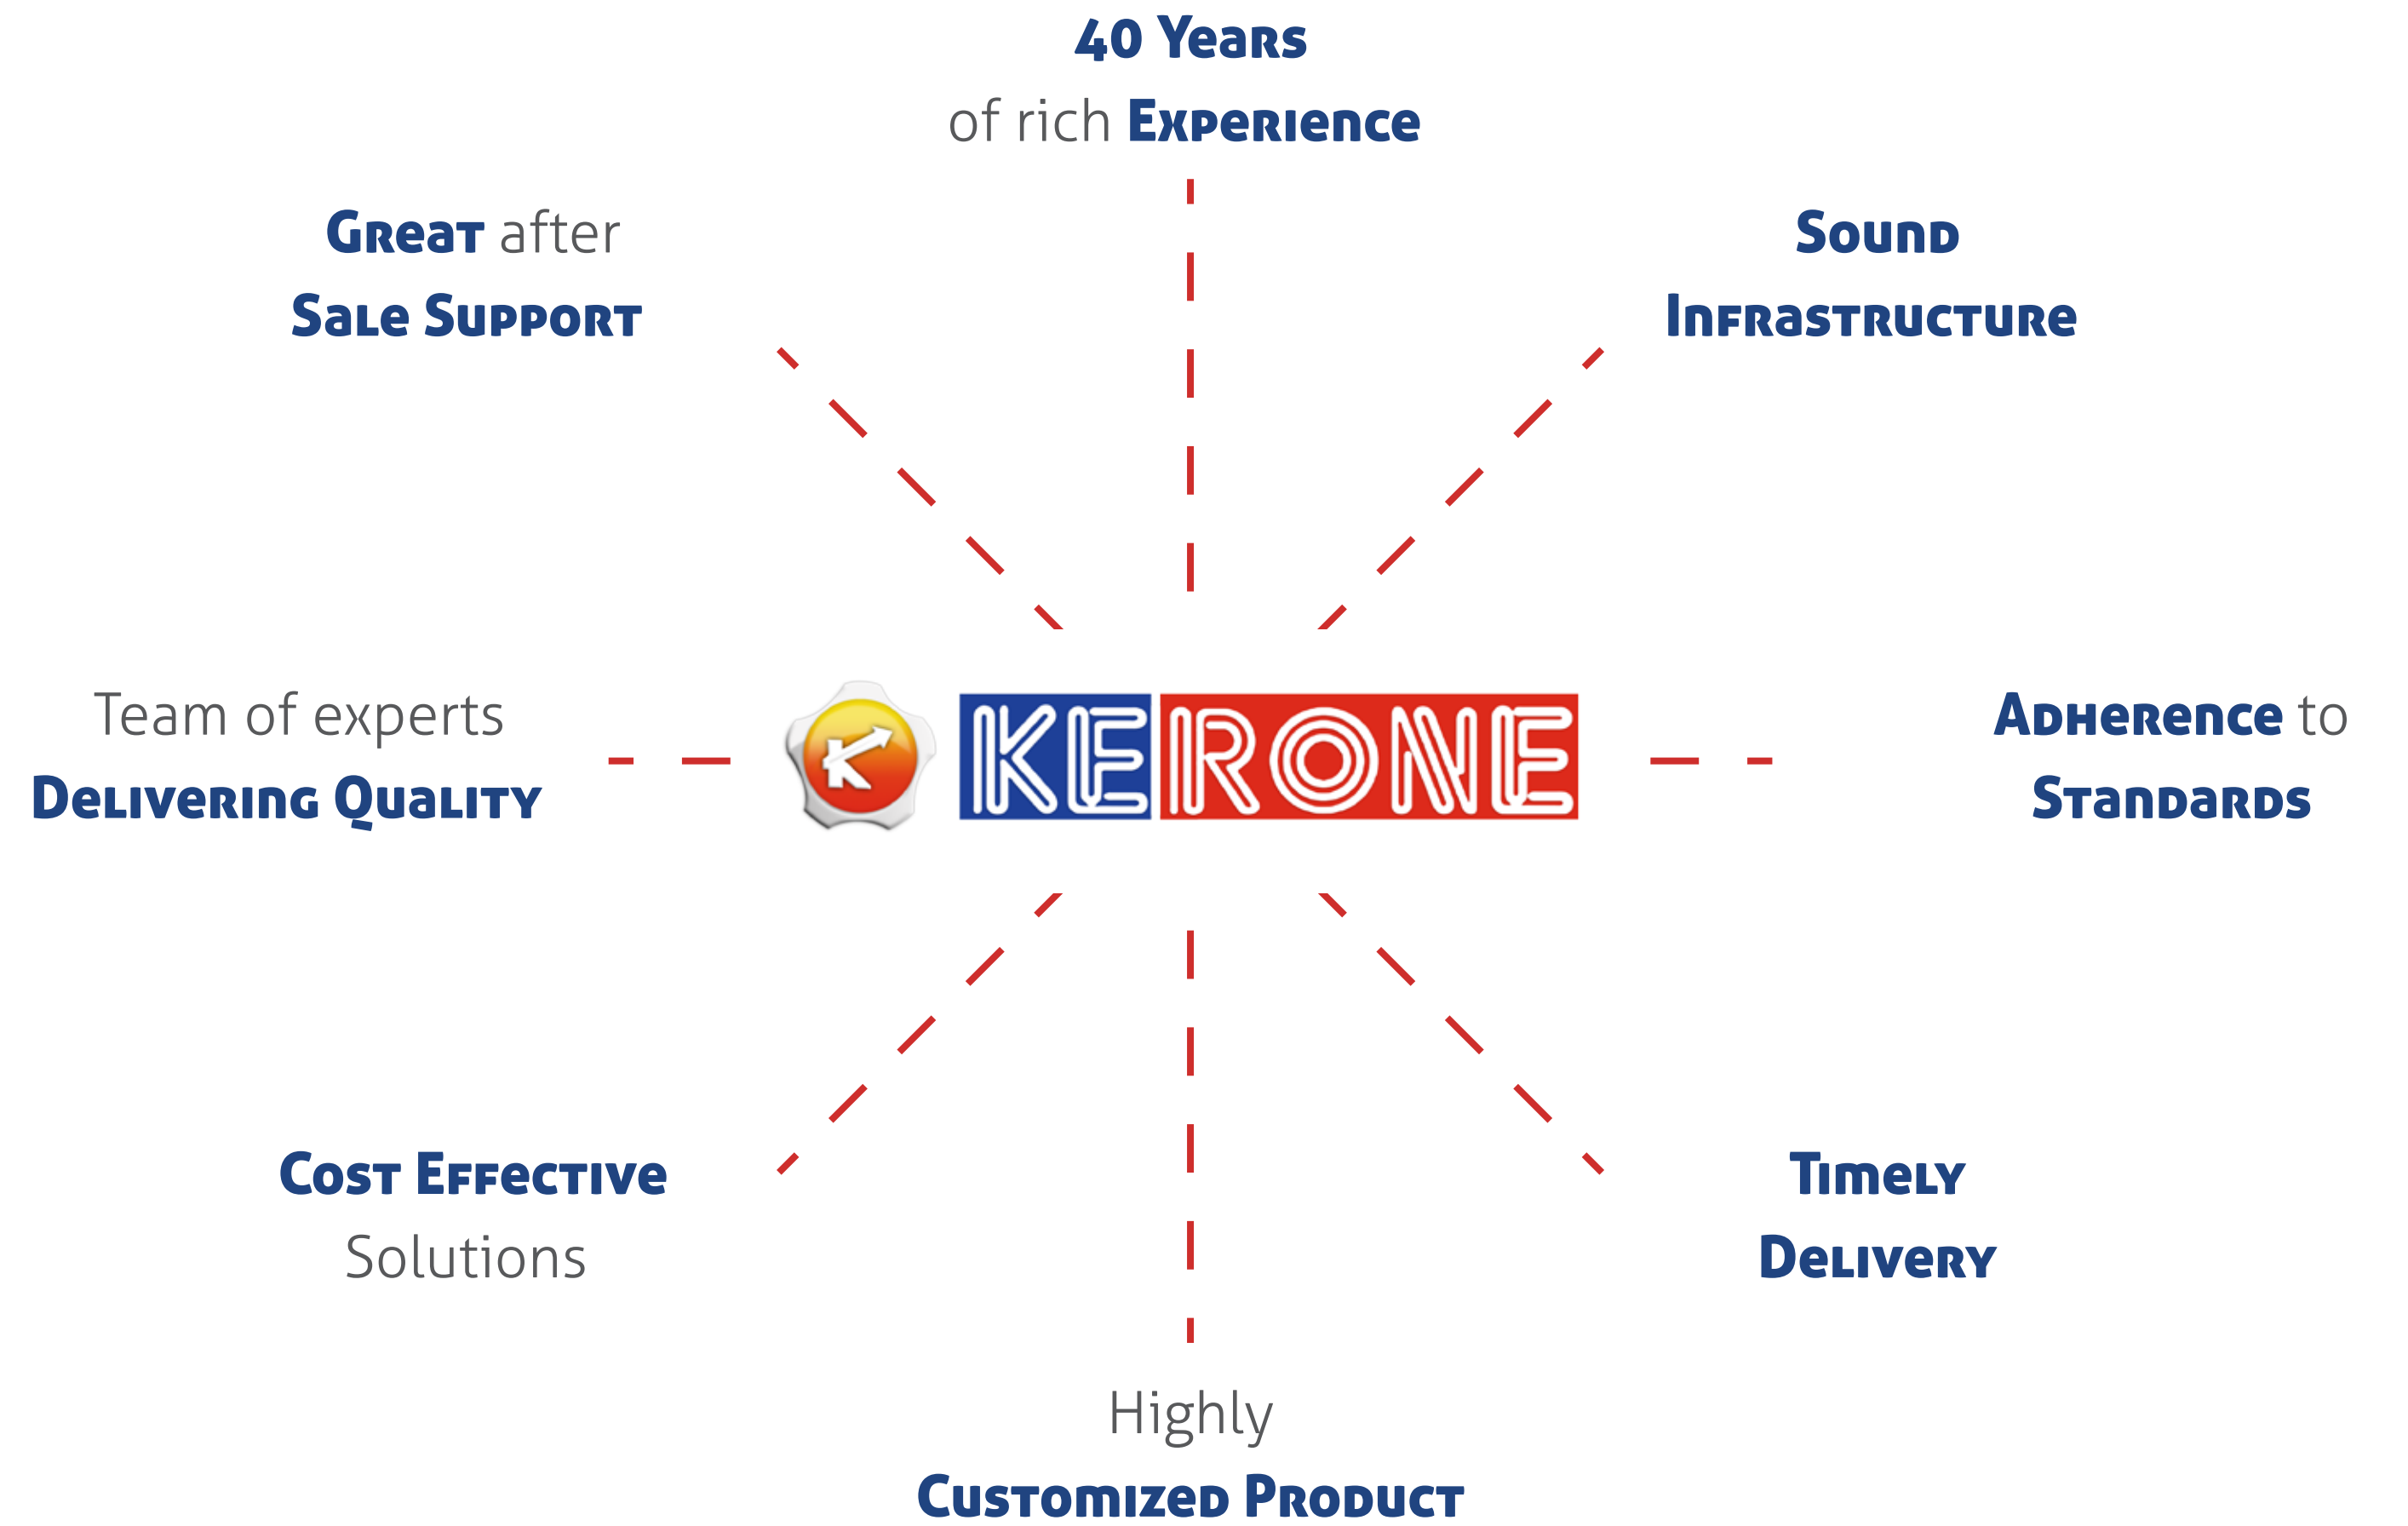 40 Years
of rich Experience
Great after
Sale Support
Sound
Infrastructure
Team of experts
Delivering Quality
K KERONE
Adherence to
Standards
Cost Effective
Solutions
Timely
Delivery
Highly
Customized Product